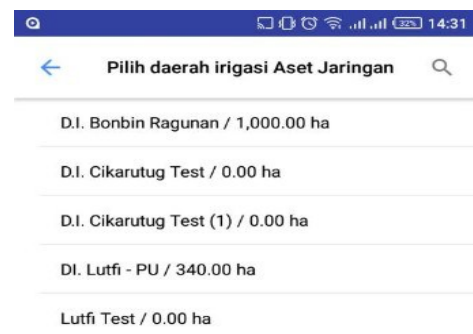 32% 14:31
Pilih daerah irigasi Aset Jaringan
D.I. Bonbin Ragunan / 1,000.00 ha
D.I. Cikarutug Test / 0.00 ha
D.I. Cikarutug Test (1) / 0.00 ha
DI. Lutfi - PU / 340.00 ha
Lutfi Test / 0.00 ha